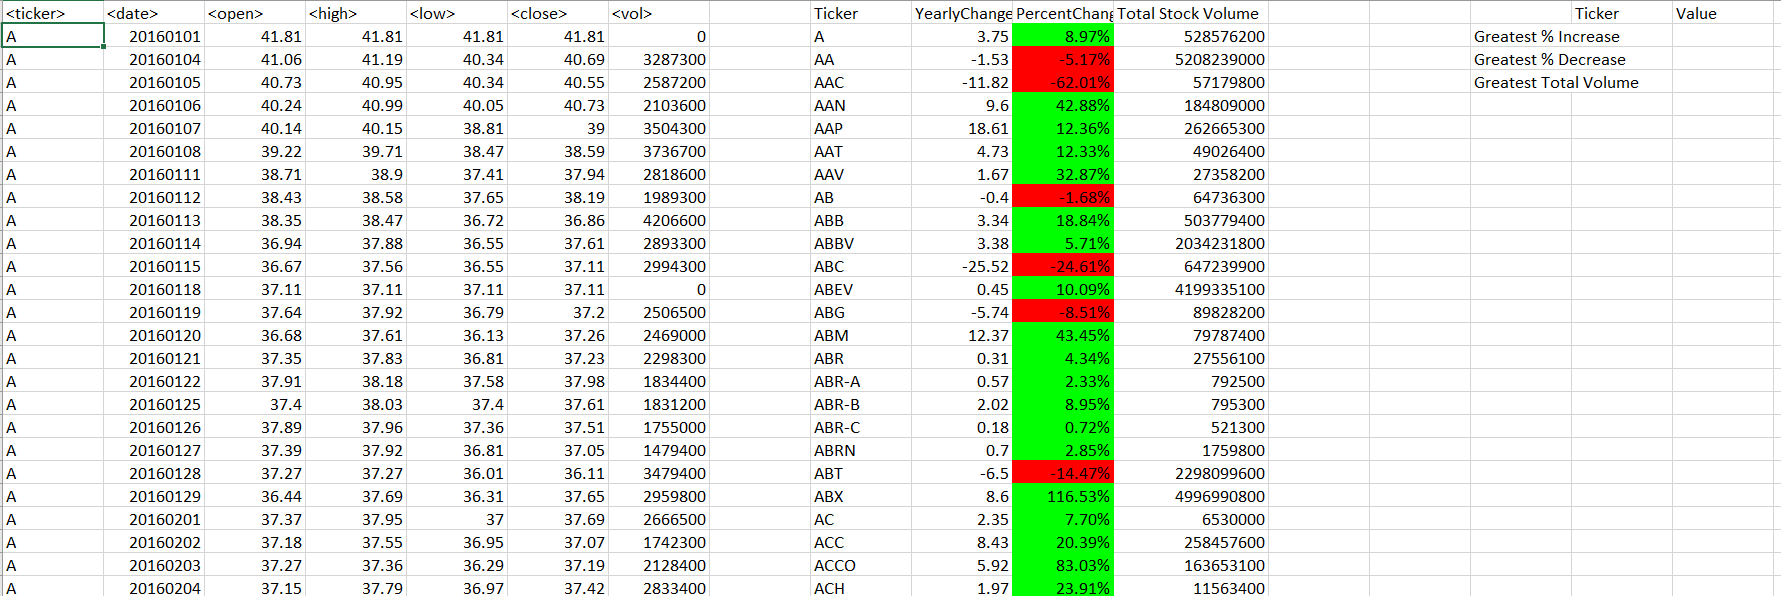 <ticker> <date> <open> <high> <low> <close> <vol> Ticker YearlyChange PercentChang Total Stock Volume Ticker Value
A 20160101 41.81 41.81 41.81 41.81 0 A 3.75 8.97% 528576200 Greatest % Increase
A 20160104 41.06 41.19 40.34 40.69 3287300 AA -1.53 -5.17% 5208239000 Greatest % Decrease
A 20160105 40.73 40.95 40.34 40.55 2587200 AAC -11.82 -62.01% 57179800 Greatest Total Volume
A 20160106 40.24 40.99 40.05 40.73 2103600 AAN 9.6 42.88% 184809000
A 20160107 40.14 40.15 38.81 39 3504300 AAP 18.61 12.36% 262665300
A 20160108 39.22 39.71 38.47 38.59 3736700 AAT 4.73 12.33% 49026400
A 20160111 38.71 38.9 37.41 37.94 2818600 AAV 1.67 32.87% 27358200
A 20160112 38.43 38.58 37.65 38.19 1989300 AB -0.4 -1.68% 64736300
A 20160113 38.35 38.47 36.72 36.86 4206600 ABB 3.34 18.84% 503779400
A 20160114 36.94 37.88 36.55 37.61 2893300 ABBV 3.38 5.71% 2034231800
A 20160115 36.67 37.56 36.55 37.11 2994300 ABC -25.52 -24.61% 647239900
A 20160118 37.11 37.11 37.11 37.11 0 ABEV 0.45 10.09% 4199335100
A 20160119 37.64 37.92 36.79 37.2 2506500 ABG -5.74 -8.51% 89828200
A 20160120 36.68 37.61 36.13 37.26 2469000 ABM 12.37 43.45% 79787400
A 20160121 37.35 37.83 36.81 37.23 2298300 ABR 0.31 4.34% 27556100
A 20160122 37.91 38.18 37.58 37.98 1834400 ABR-A 0.57 2.33% 792500
A 20160125 37.4 38.03 37.4 37.61 1831200 ABR-B 2.02 8.95% 795300
A 20160126 37.89 37.96 37.36 37.51 1755000 ABR-C 0.18 0.72% 521300
A 20160127 37.39 37.92 36.81 37.05 1479400 ABRN 0.7 2.85% 1759800
A 20160128 37.27 37.27 36.01 36.11 3479400 ABT -6.5 -14.47% 2298099600
A 20160129 36.44 37.69 36.31 37.65 2959800 ABX 8.6 116.53% 4996990800
A 20160201 37.37 37.95 37 37.69 2666500 AC 2.35 7.70% 6530000
A 20160202 37.18 37.55 36.95 37.07 1742300 ACC 8.43 20.39% 258457600
A 20160203 37.27 37.36 36.29 37.19 2128400 ACCO 5.92 83.03% 163653100
A 20160204 37.15 37.79 36.97 37.42 2833400 ACH 1.97 23.91% 11563400